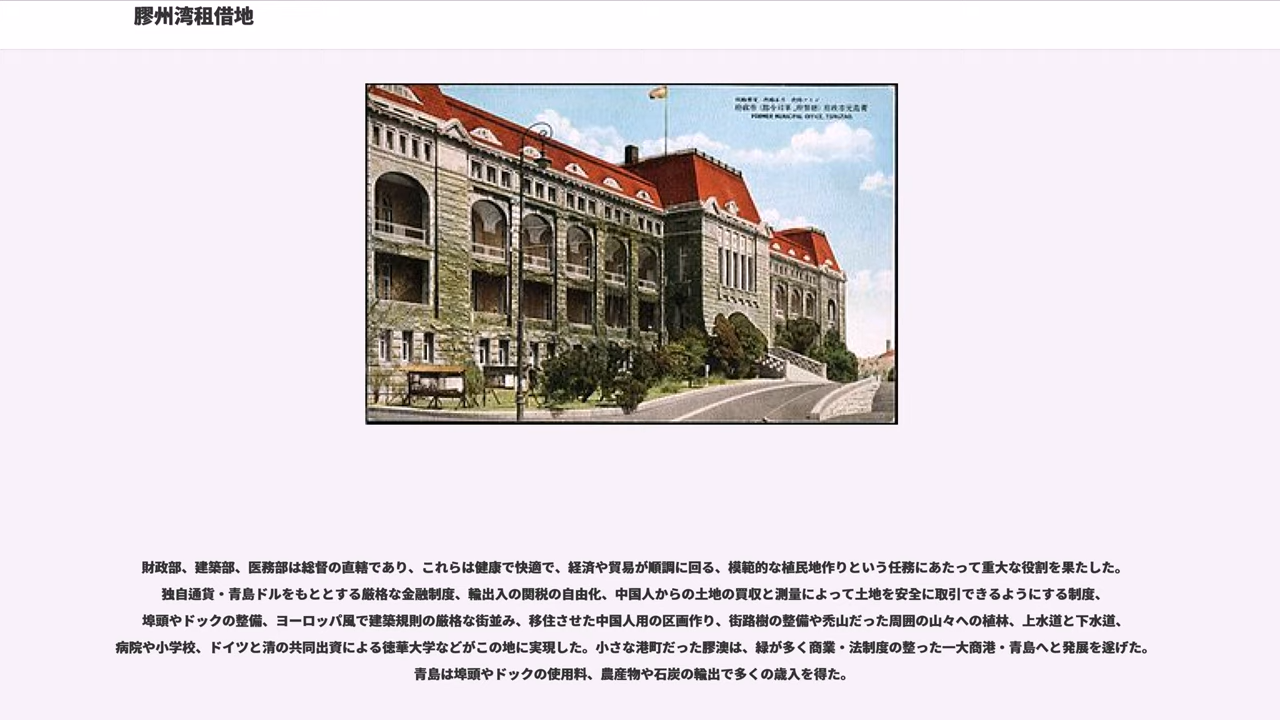 膠州湾租借地
FORMER MUNICIPAL OFFICE, TSINGTAO.
財政部、建築部、医務部は総督の直轄であり、これらは健康で快適で、経済や貿易が順調に回る、模範的な植民地作りという任務にあたって重大な役割を果たした。
独自通貨・青島ドルをもととする厳格な金融制度、輸出入の関税の自由化、中国人からの土地の買収と測量によって土地を安全に取引できるようにする制度、
埠頭やドックの整備、ヨーロッパ風で建築規則の厳格な街並み、移住させた中国人用の区画作り、街路樹の整備や禿山だった周囲の山々への植林、上水道と下水道、
病院や小学校、ドイツと清の共同出資による徳華大学などがこの地に実現した。小さな港町だった膠澳は、緑が多く商業・法制度の整った一大商港・青島へと発展を遂げた。
青島は埠頭やドックの使用料、農産物や石炭の輸出で多くの歳入を得た。